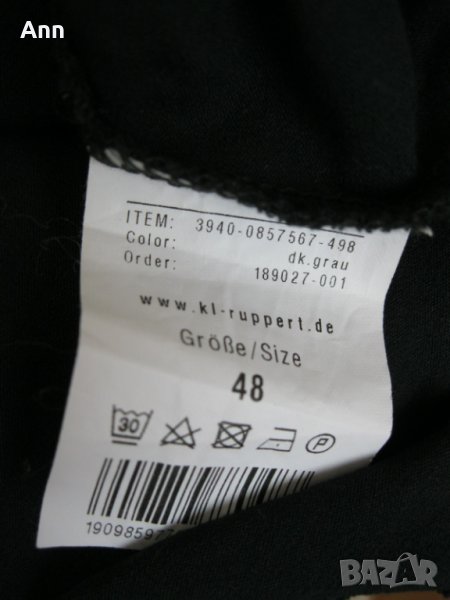 Ann
ITEM: 3940-0857567-498
Color: dk.grau
Order: 189027-001
www.kl-ruppert.de
Größe/Size
48
30
P
BAZAR